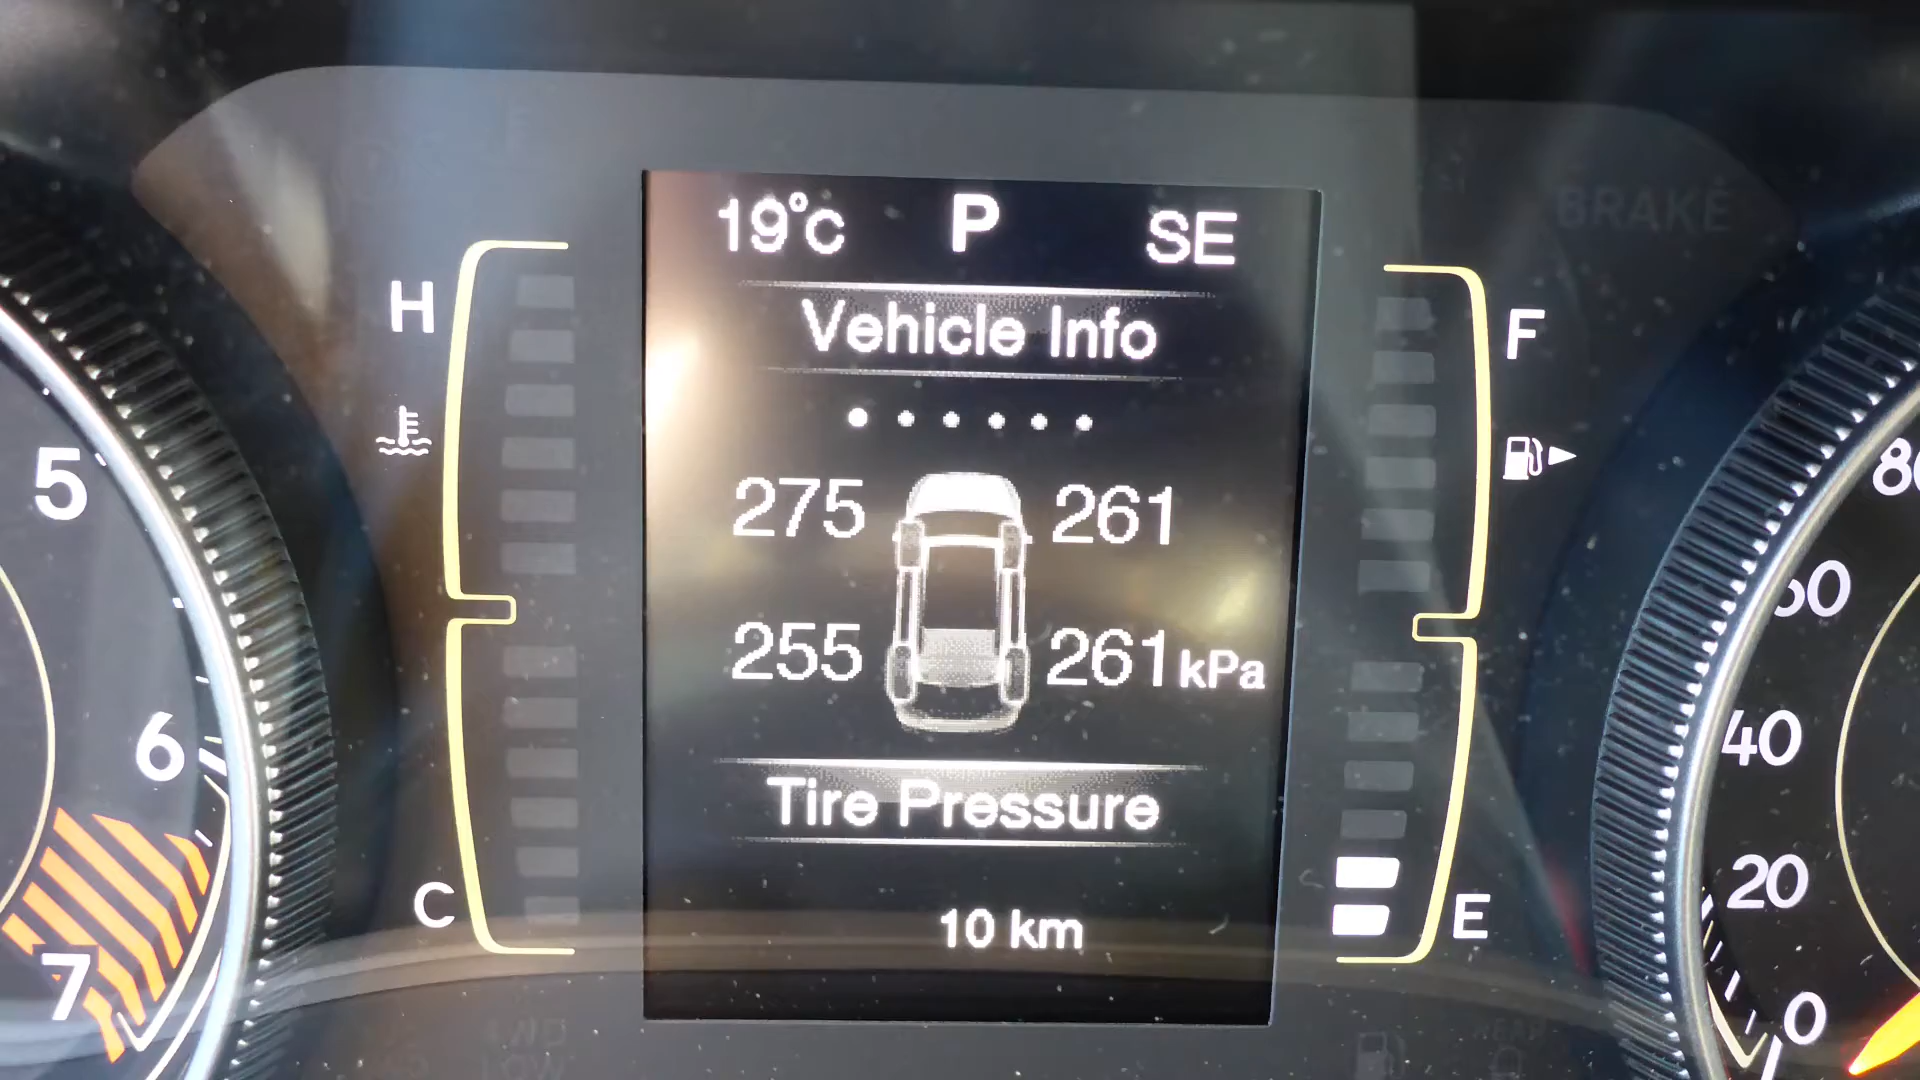 19°C P SE
Vehicle Info
275 261
255 261 kPa
Tire Pressure
10 km
H
C
F
E
5
6
7
40
20
0
BRAKE